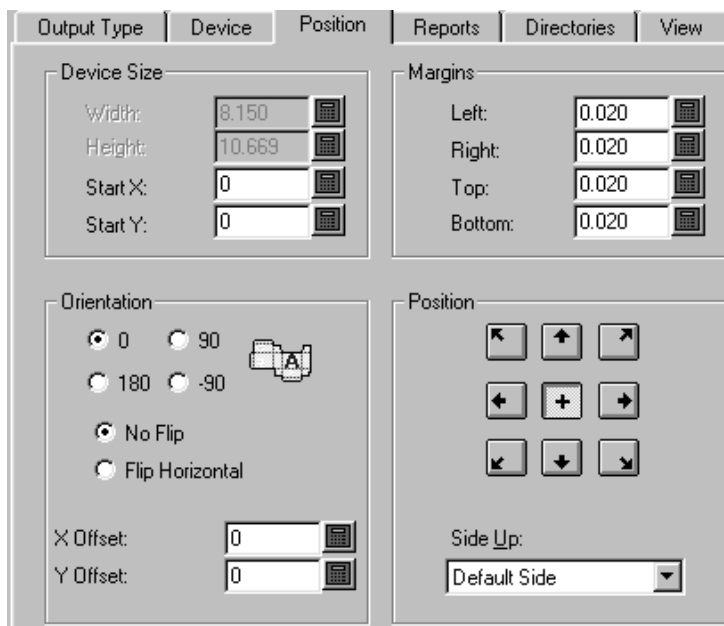 Output Type Device Position Reports Directories View
Device Size
Width: 8.150
Height: 10.669
Start X: 0
Start Y: 0
Margins
Left: 0.020
Right: 0.020
Top: 0.020
Bottom: 0.020
Orientation
0 90
A
180 -90
No Flip
Flip Horizontal
X Offset: 0
Y Offset: 0
Position
Side Up:
Default Side